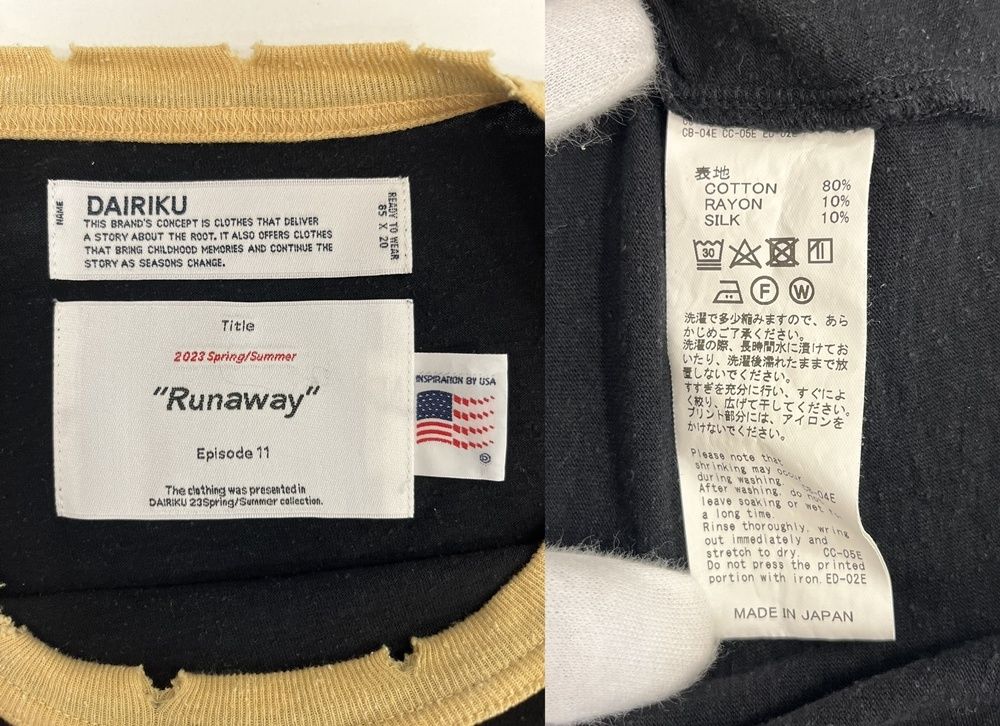 NAME
DAIRIKU
THIS BRAND'S CONCEPT IS CLOTHES THAT DELIVER
A STORY ABOUT THE ROOT. IT ALSO OFFERS CLOTHES
THAT BRING CHILDHOOD MEMORIES AND CONTINUE THE
STORY AS SEASONS CHANGE.
READY TO WEAR
85 X 20
Title
2023 Spring/Summer
"Runaway"
Episode 11
The clothing was presented in
DAIRIKU 23Spring/Summer collection.
INSPIRATION BY USA
CB-04E CC-05E ED-02E
表地
COTTON 80%
RAYON 10%
SILK 10%
30
F W
洗濯で多少縮みますので、あら
かじめご了承ください。
洗濯の際、長時間水に漬けてお
いたり、洗濯後濡れたままで放
置しないでください。
すすぎを充分に行い、すぐによ
く絞り、広げて干してください。
プリント部分には、アイロンを
かけないでください。
Please note that
shrinking may occur
during washing. CB-04E
After washing, do not
leave soaking or wet
a long time.
Rinse thoroughly, wring
out immediately and
stretch to dry. CC-05E
Do not press the printed
portion with iron. ED-02E
MADE IN JAPAN